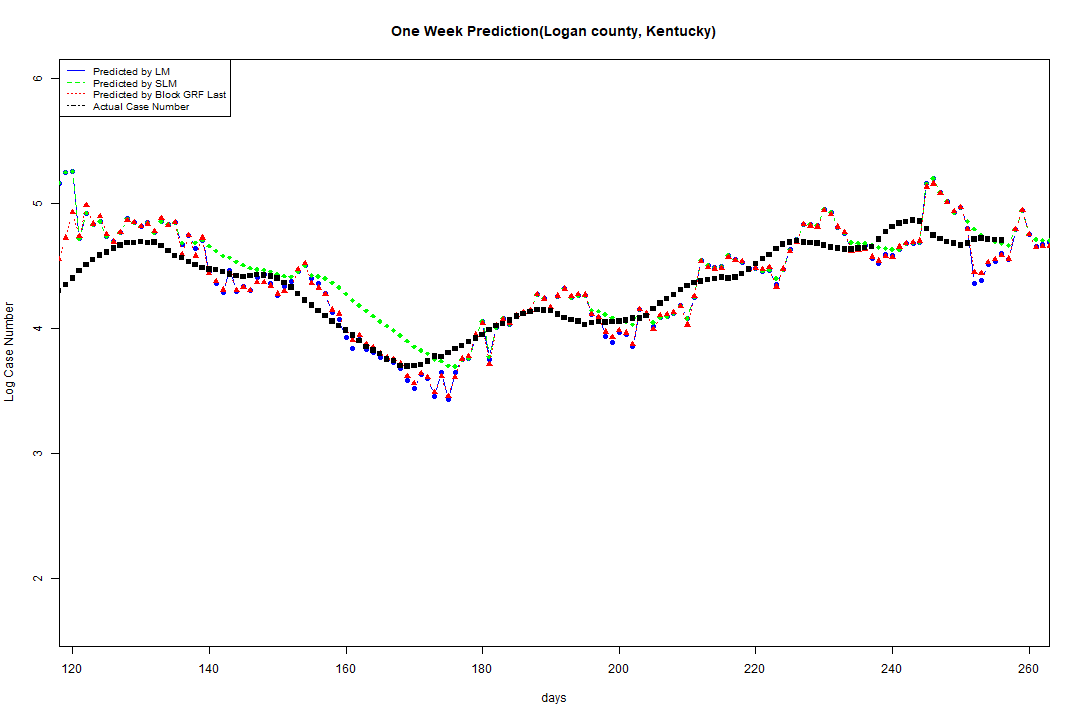 One Week Prediction(Logan county, Kentucky)
Predicted by LM
Predicted by SLM
Predicted by Block GRF Last
Actual Case Number
6
5
4
3
2
Log Case Number
120 140 160 180 200 220 240 260
days